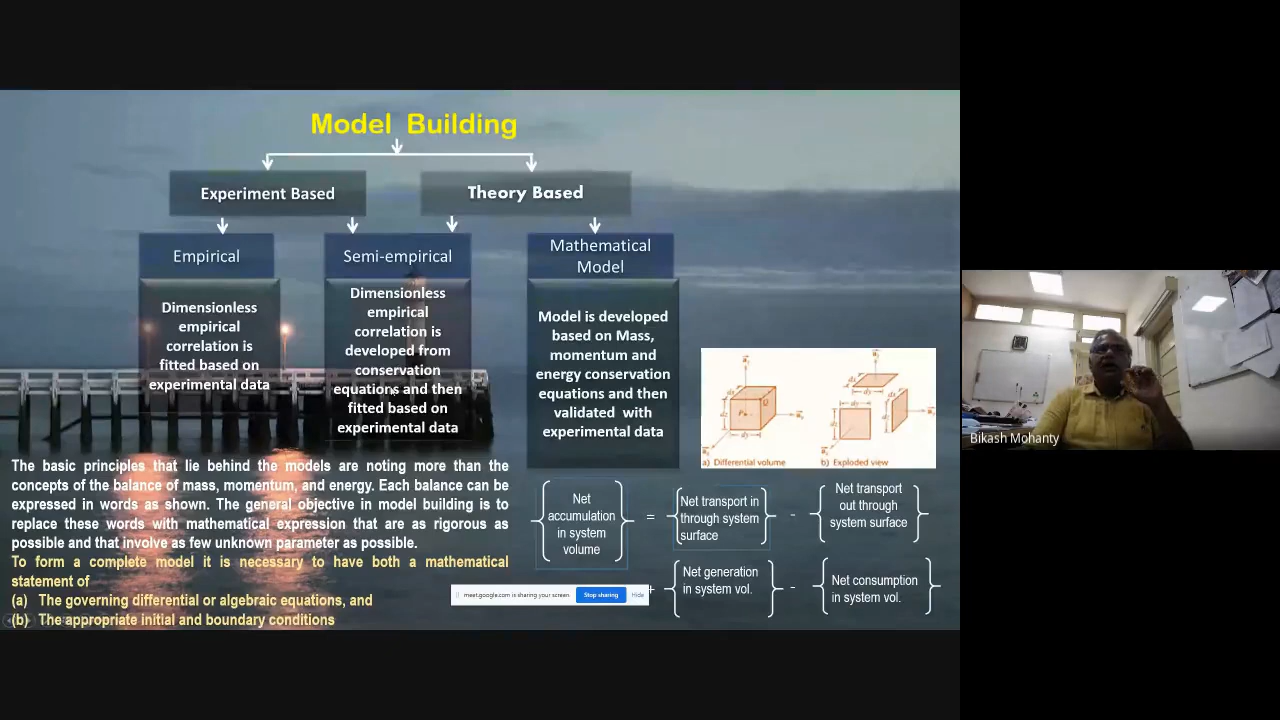 Model Building
Experiment Based
Theory Based
Empirical
Semi-empirical
Mathematical
Model
Dimensionless
empirical
correlation is
fitted based on
experimental data
Dimensionless
empirical
correlation is
developed from
conservation
equations and then
fitted based on
experimental data
Model is developed
based on Mass,
momentum and
energy conservation
equations and then
validated with
experimental data
a) Differential volume
b) Exploded view
The basic principles that lie behind the models are noting more than the
concepts of the balance of mass, momentum, and energy. Each balance can be
expressed in words as shown. The general objective in model building is to
replace these words with mathematical expression that are as rigorous as
possible and that involve as few unknown parameter as possible.
To form a complete model it is necessary to have both a mathematical
statement of
(a) The governing differential or algebraic equations, and
(b) The appropriate initial and boundary conditions
Net
accumulation
in system
volume
=
Net transport in
through system
surface
-
Net transport
out through
system surface
+
Net generation
in system vol.
-
Net consumption
in system vol.
meet.google.com is sharing your screen.
Stop sharing
Hide
Bikash Mohanty